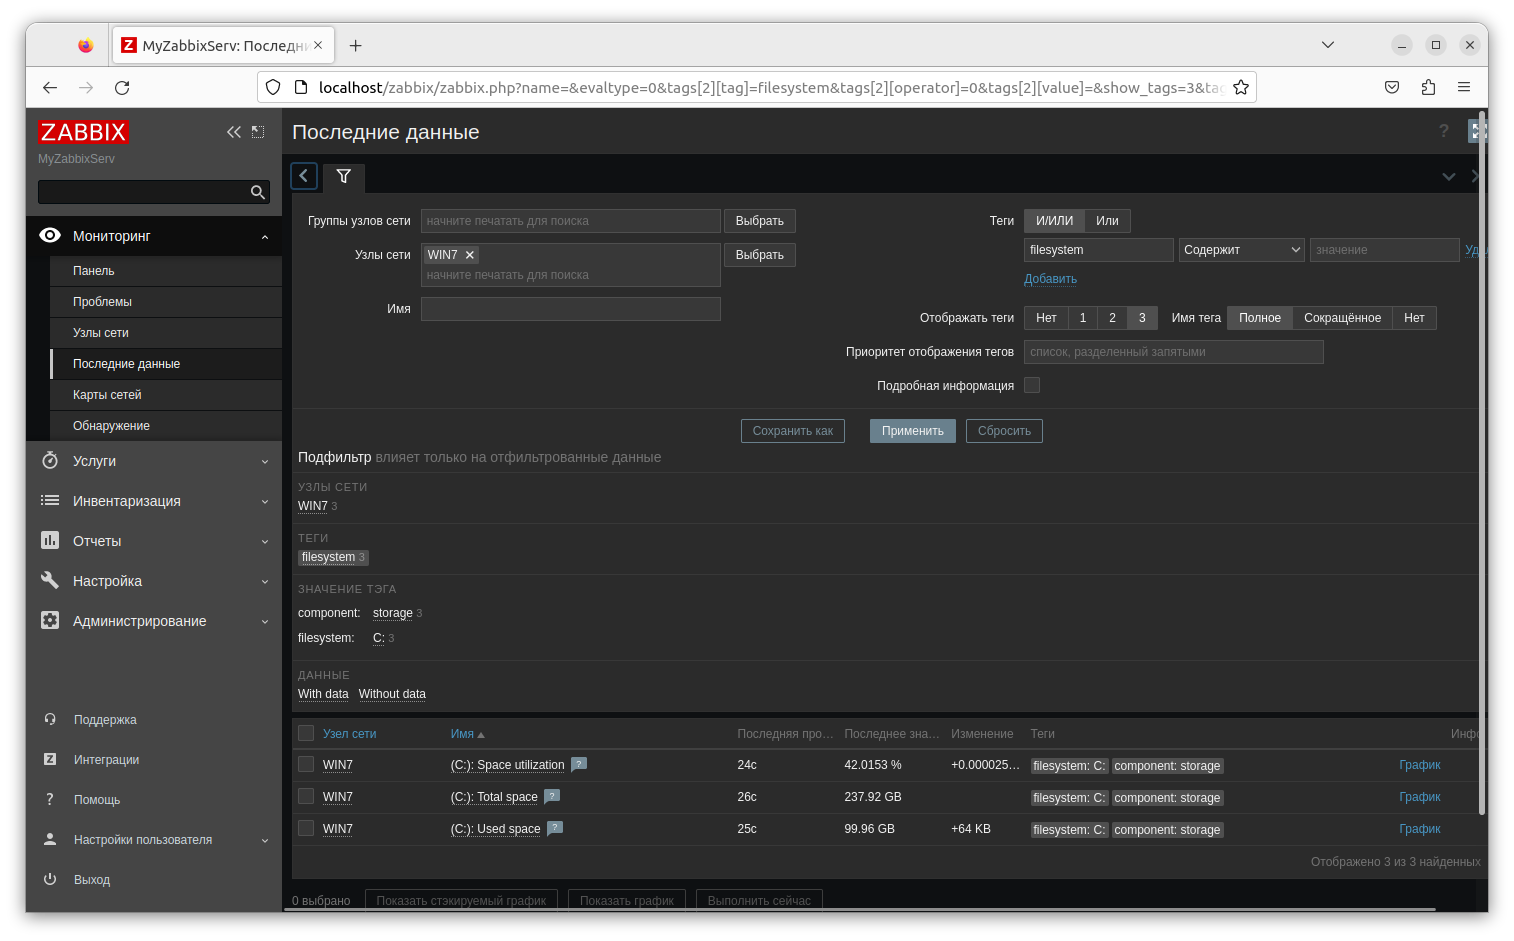 MyZabbixServ: Последни
localhost/zabbix/zabbix.php?name=&evaltype=0&tags[2][tag]=filesystem&tags[2][operator]=0&tags[2][value]=&show_tags=3&tag
ZABBIX
MyZabbixServ
Мониторинг
Панель
Проблемы
Узлы сети
Последние данные
Карты сетей
Обнаружение
Услуги
Инвентаризация
Отчеты
Настройка
Администрирование
Поддержка
Z Интеграции
? Помощь
Настройки пользователя
Выход
Последние данные ?
Группы узлов сети начните печатать для поиска Выбрать
Узлы сети WIN7 Выбрать
начните печатать для поиска
Имя
Теги И/ИЛИ Или
filesystem Содержит значение Уд
Добавить
Отображать теги Нет 1 2 3 Имя тега Полное Сокращённое Нет
Приоритет отображения тегов список, разделенный запятыми
Подробная информация
Сохранить как Применить Сбросить
Подфильтр влияет только на отфильтрованные данные
УЗЛЫ СЕТИ
WIN7 3
ТЕГИ
filesystem 3
ЗНАЧЕНИЕ ТЭГА
component: storage 3
filesystem: C: 3
ДАННЫЕ
With data Without data
Узел сети Имя Последняя про… Последнее зна… Изменение Теги Инфо
WIN7 (C:): Space utilization ? 24с 42.0153 % +0.000025… filesystem: C: component: storage График
WIN7 (C:): Total space ? 26с 237.92 GB filesystem: C: component: storage График
WIN7 (C:): Used space ? 25с 99.96 GB +64 KB filesystem: C: component: storage График
Отображено 3 из 3 найденных
0 выбрано Показать стэкируемый график Показать график Выполнить сейчас